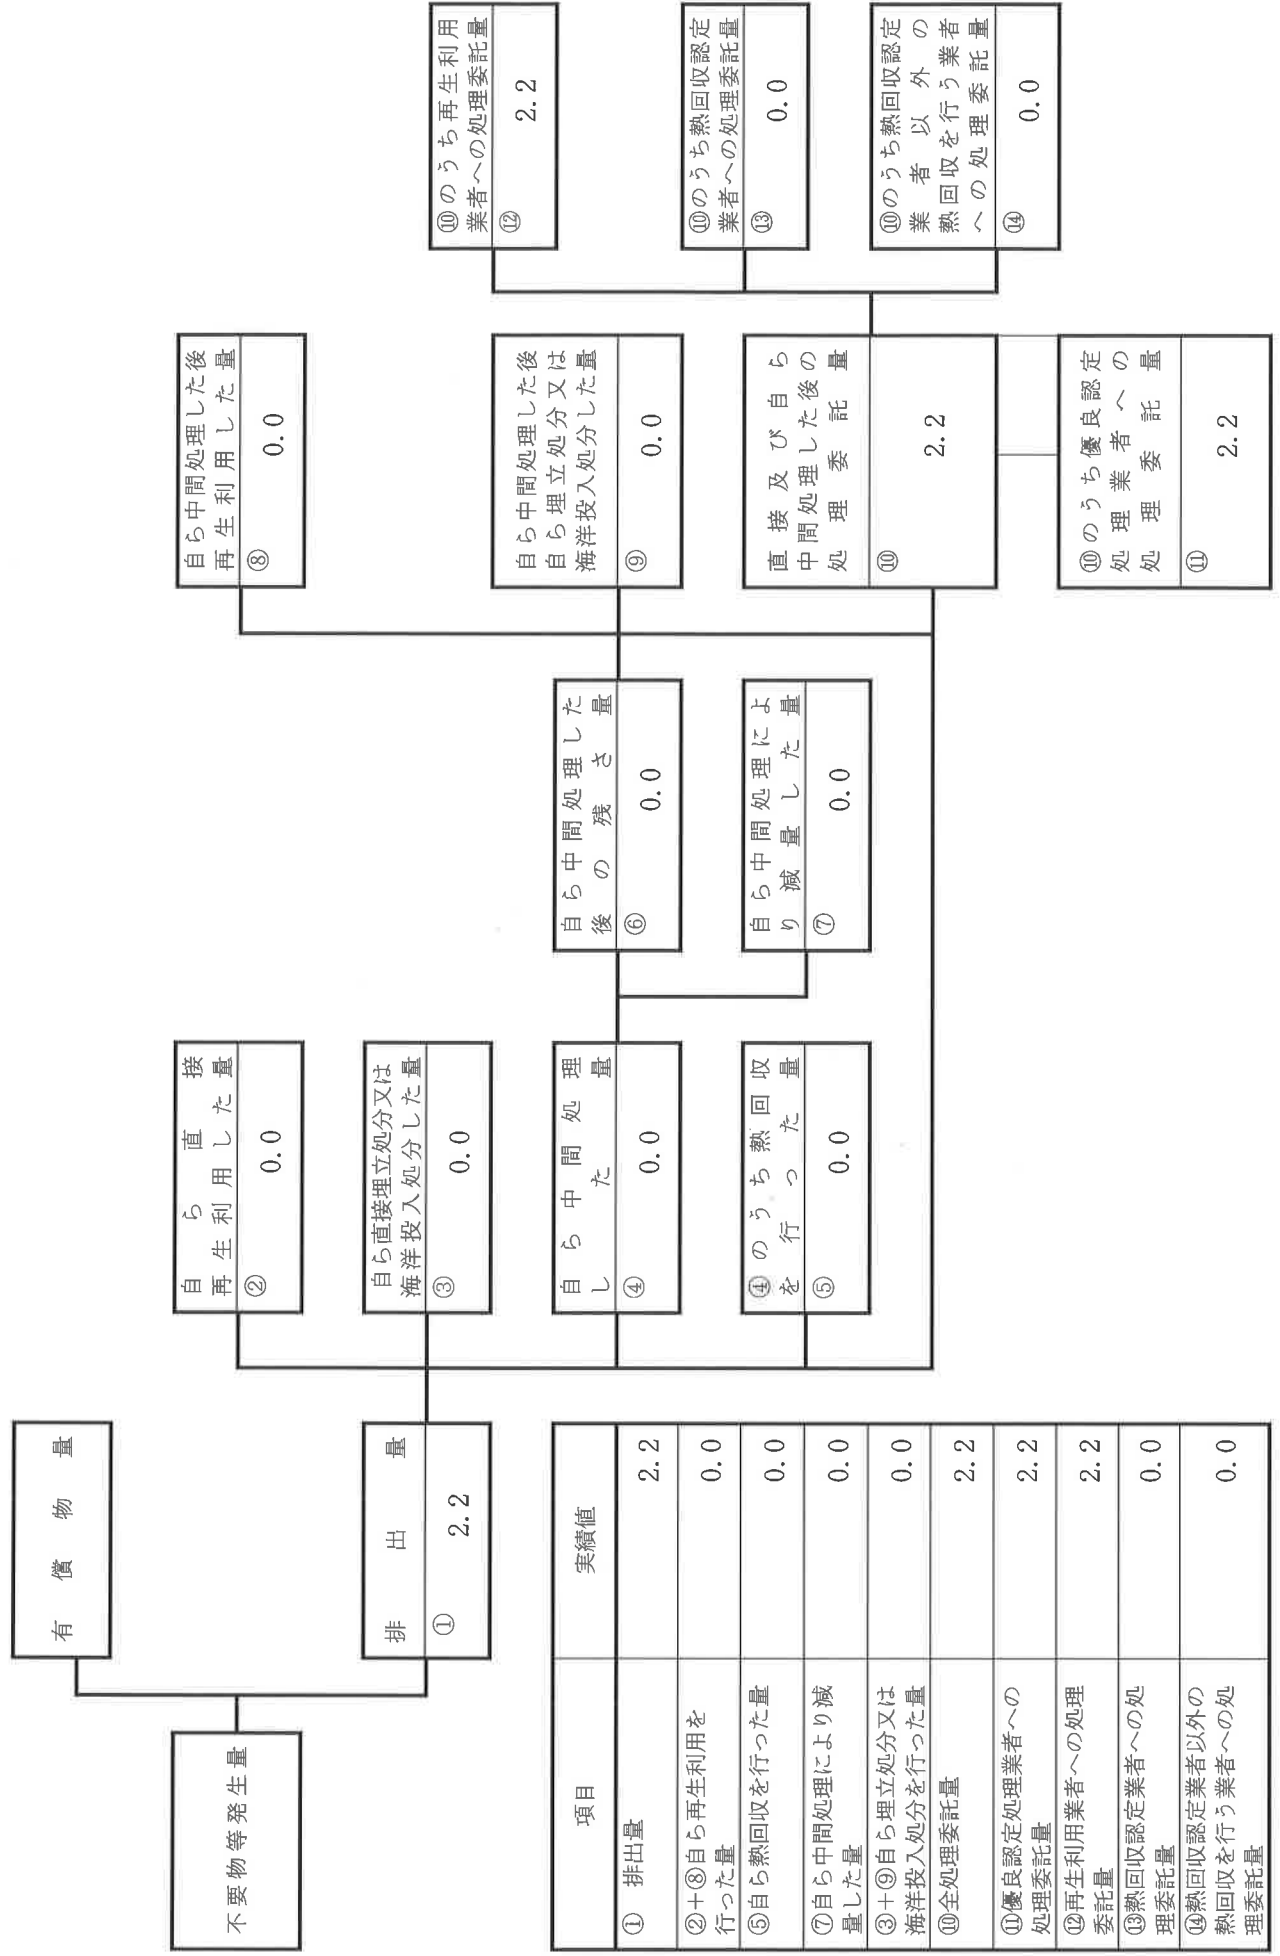 不要物等発生量
有償物量
排出量
① 2.2
自ら直接
再生利用した量
② 0.0
自ら直接埋立処分又は
海洋投入処分した量
③ 0.0
自ら中間処理
した量
④ 0.0
④のうち熱回収
を行った量
⑤ 0.0
自ら中間処理した
後の残さ量
⑥ 0.0
自ら中間処理によ
り減量した量
⑦ 0.0
自ら中間処理した後
再生利用した量
⑧ 0.0
自ら中間処理した後
自ら埋立処分又は
海洋投入処分した量
⑨ 0.0
直接及び自ら
中間処理した後の
処理委託量
⑩ 2.2
⑩のうち優良認定
処理業者への
処理委託量
⑪ 2.2
⑩のうち再生利用
業者への処理委託量
⑫ 2.2
⑩のうち熱回収認定
業者への処理委託量
⑬ 0.0
⑩のうち熱回収認定
業者以外の
熱回収を行う業者
への処理委託量
⑭ 0.0
項目 実績値
① 排出量 2.2
②+⑧自ら再生利用を
行った量 0.0
⑤自ら熱回収を行った量 0.0
⑦自ら中間処理により減
量した量 0.0
③+⑨自ら埋立処分又は
海洋投入処分を行った量 0.0
⑩全処理委託量 2.2
⑪優良認定処理業者への
処理委託量 2.2
⑫再生利用業者への処理
委託量 2.2
⑬熱回収認定業者への処
理委託量 0.0
⑭熱回収認定業者以外の
熱回収を行う業者への処
理委託量 0.0